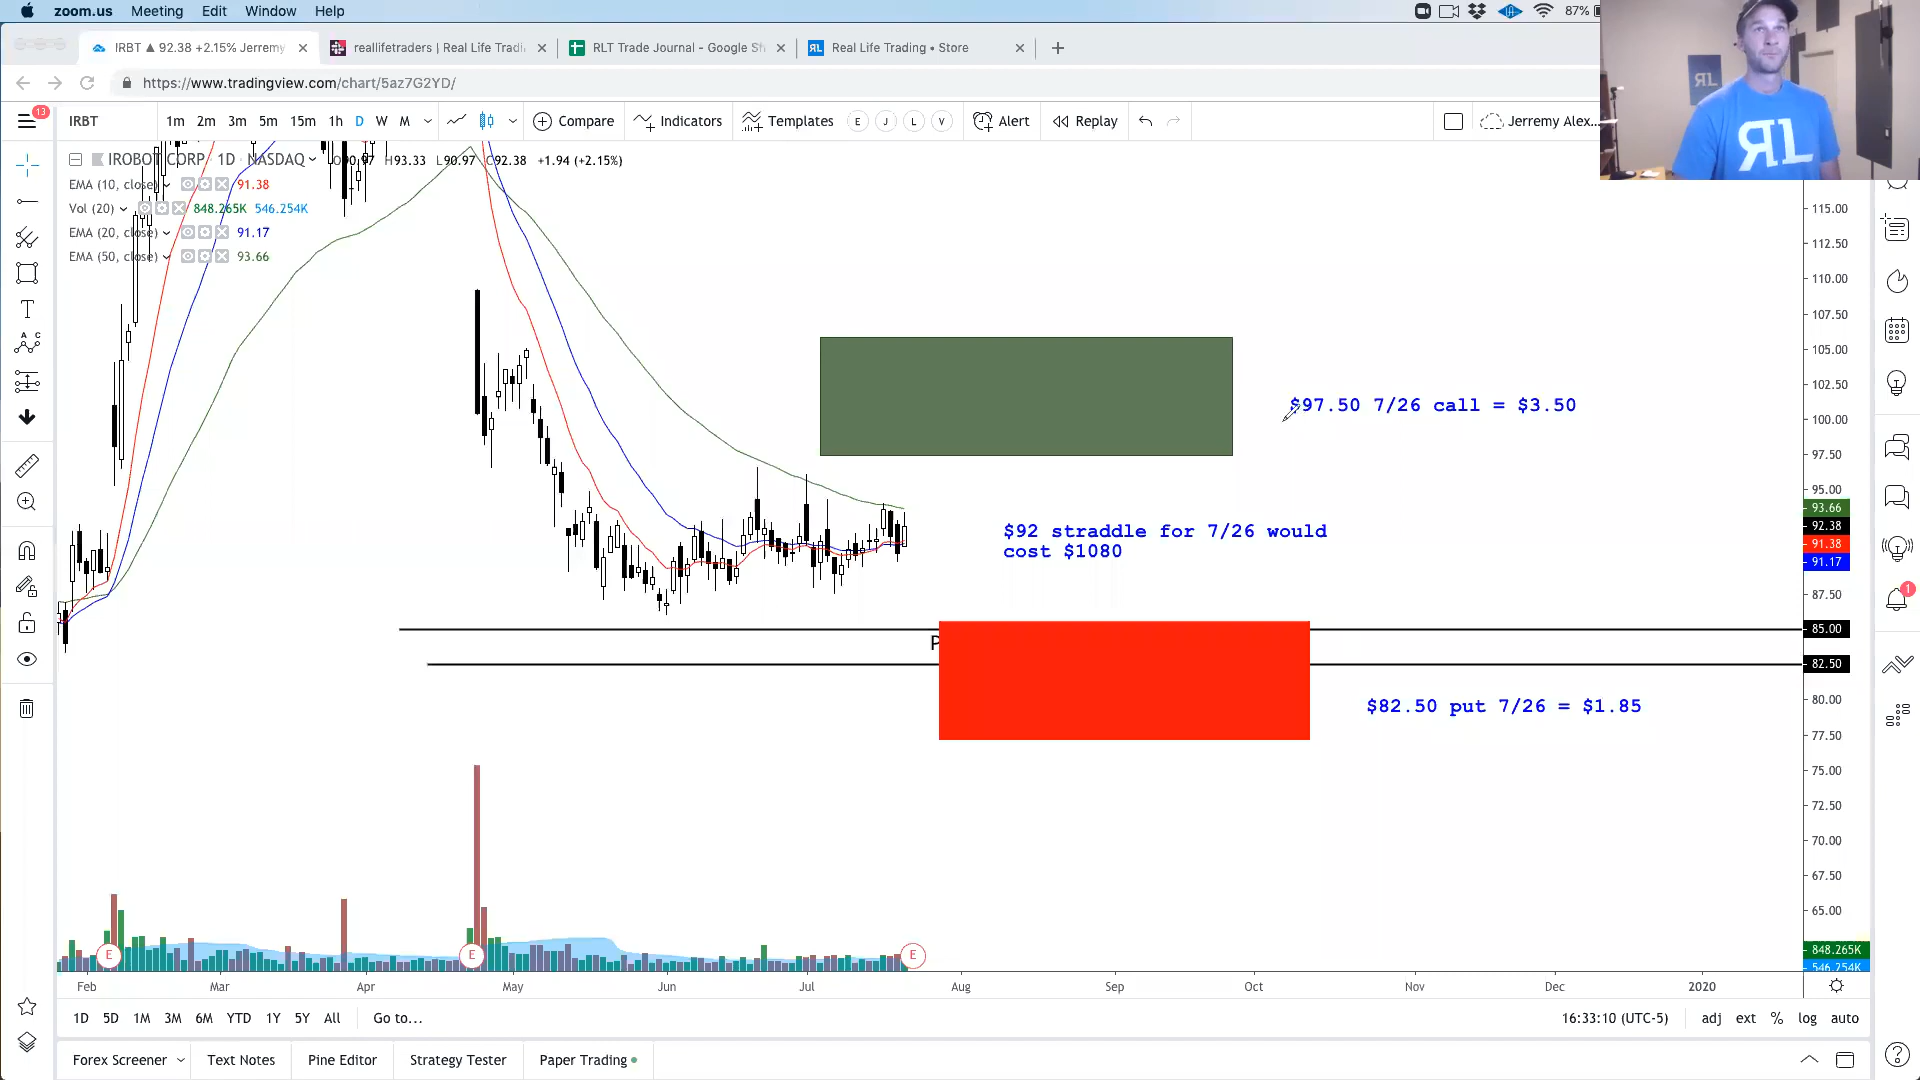 zoom.us Meeting Edit Window Help 87%
IRBT ▲ 92.38 +2.15% Jerremy
reallifetraders | Real Life Tradi
RLT Trade Journal - Google Sh
RL Real Life Trading • Store
https://www.tradingview.com/chart/5az7G2YD/
13
IRBT 1m 2m 3m 5m 15m 1h D W M Compare Indicators Templates E J L V Alert Replay Jerremy Alex...
RL
RL
IROBOT CORP · 1D · NASDAQ O90.97 H93.33 L90.97 C92.38 +1.94 (+2.15%)
EMA (10, close) 91.38
Vol (20) 848.265K 546.254K
EMA (20, close) 91.17
EMA (50, close) 93.66
115.00
112.50
110.00
107.50
105.00
102.50
100.00
97.50
95.00
93.66
92.38
91.38
91.17
87.50
85.00
82.50
80.00
77.50
75.00
72.50
70.00
67.50
65.00
848.265K
546.254K
$97.50 7/26 call = $3.50
$92 straddle for 7/26 would
cost $1080
P
$82.50 put 7/26 = $1.85
1
E E E
Feb Mar Apr May Jun Jul Aug Sep Oct Nov Dec 2020
1D 5D 1M 3M 6M YTD 1Y 5Y All Go to... 16:33:10 (UTC-5) adj ext % log auto
Forex Screener Text Notes Pine Editor Strategy Tester Paper Trading